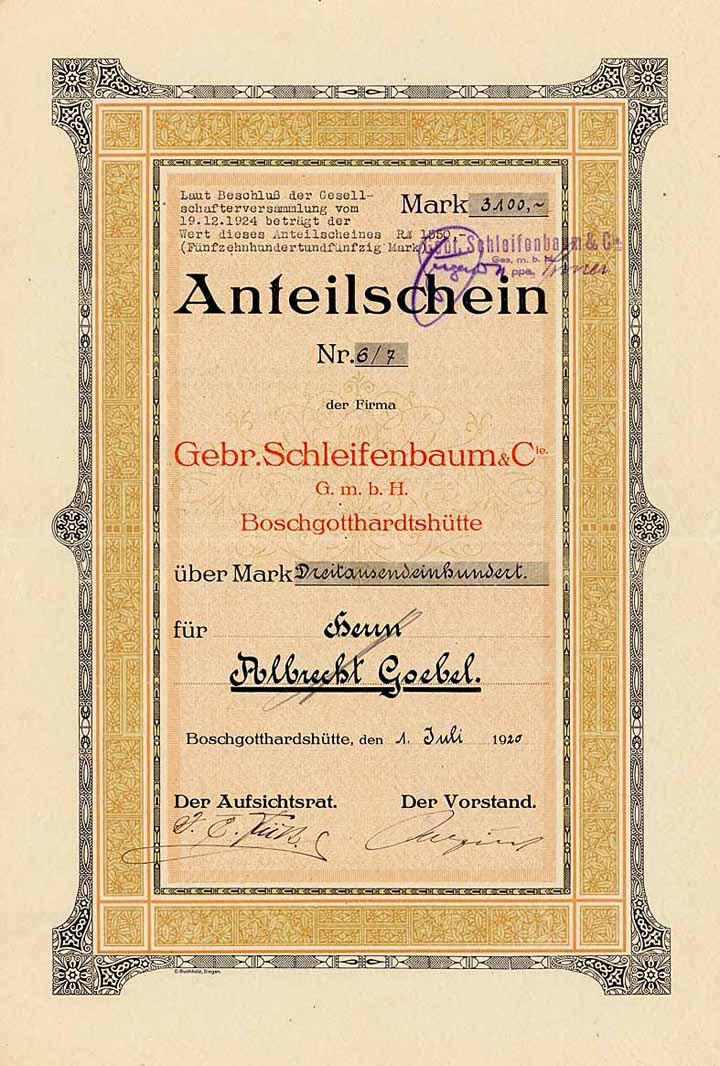 Laut Beschluß der Gesell-
schafterversammlung vom
19.12.1924 beträgt der
Wert dieses Anteilscheines RM 1550,-
(Fünfzehnhundertundfünfzig Mark)
Mark 3100,~
Gebr. Schleifenbaum & Cie
Ges. m. b. H.
ppa.
Anteilschein
Nr. 6/7
der Firma
Gebr. Schleifenbaum & Cie.
G. m. b. H.
Boschgotthardtshütte
über Mark Dreitausendeinhundert.
für Herrn
Albrecht Goebel.
Boschgotthardshütte, den 1. Juli 1920
Der Aufsichtsrat. Der Vorstand.
C. Buchholz, Siegen.